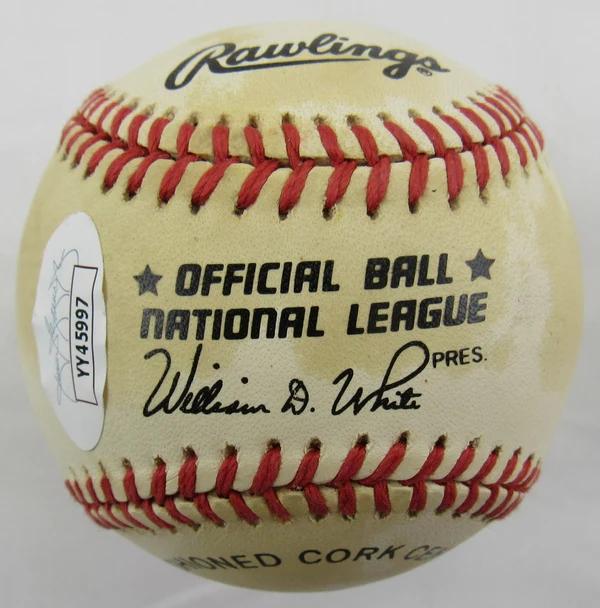 Rawlings®
★ OFFICIAL BALL ★
NATIONAL LEAGUE
William D. White PRES.
YY45997
CORK